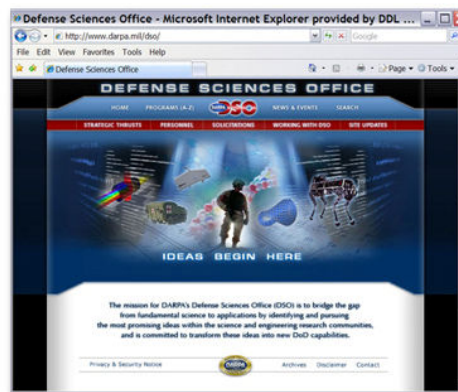 Defense Sciences Office - Microsoft Internet Explorer provided by DDL ...
http://www.darpa.mil/dso/
Google
File Edit View Favorites Tools Help
Defense Sciences Office
Page Tools
DEFENSE SCIENCES OFFICE
HOME PROGRAMS (A-Z) DARPA DSO NEWS & EVENTS SEARCH
STRATEGIC THRUSTS PERSONNEL SOLICITATIONS WORKING WITH DSO SITE UPDATES
IDEAS BEGIN HERE
The mission for DARPA's Defense Sciences Office (DSO) is to bridge the gap
from fundamental science to applications by identifying and pursuing
the most promising ideas within the science and engineering research communities,
and is committed to transform these ideas into new DoD capabilities.
Privacy & Security Notice DARPA Archives Disclaimer Contact